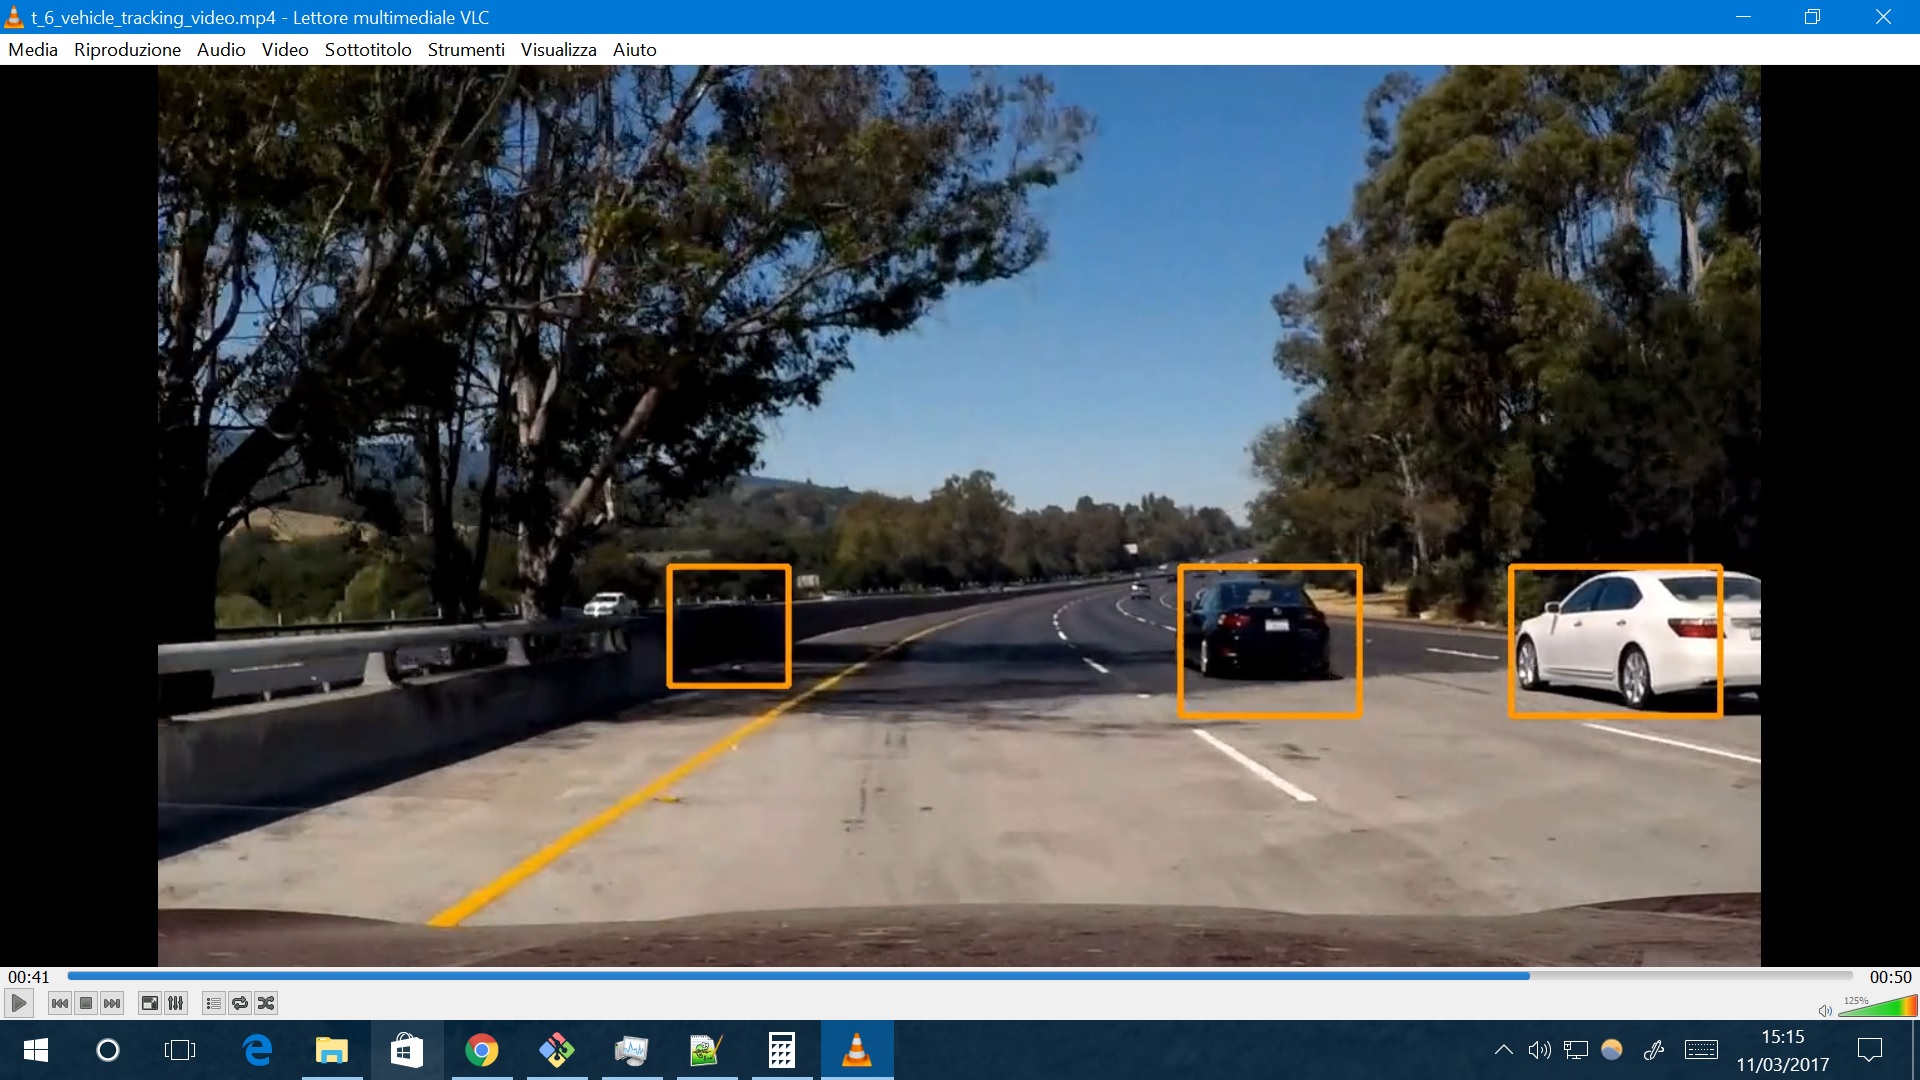 t_6_vehicle_tracking_video.mp4 - Lettore multimediale VLC
Media Riproduzione Audio Video Sottotitolo Strumenti Visualizza Aiuto
00:41
00:50
125%
15:15
11/03/2017